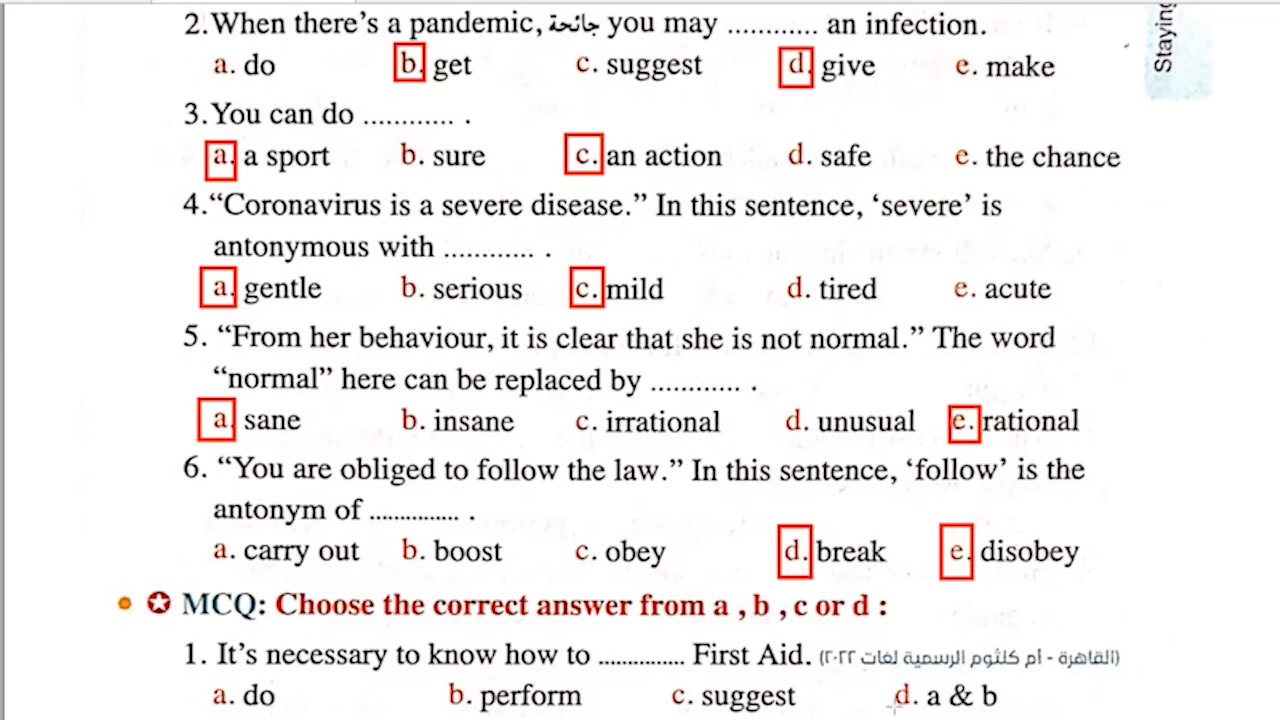 Staying
2. When there's a pandemic, جائحة you may ............ an infection.
a. do b. get c. suggest d. give e. make
3. You can do ............ .
a. a sport b. sure c. an action d. safe e. the chance
4. “Coronavirus is a severe disease.” In this sentence, ‘severe’ is
antonymous with ............ .
a. gentle b. serious c. mild d. tired e. acute
5. “From her behaviour, it is clear that she is not normal.” The word
“normal” here can be replaced by ............ .
a. sane b. insane c. irrational d. unusual e. rational
6. “You are obliged to follow the law.” In this sentence, ‘follow’ is the
antonym of ............... .
a. carry out b. boost c. obey d. break e. disobey
MCQ: Choose the correct answer from a , b , c or d :
1. It's necessary to know how to ............... First Aid. (القاهرة - أم كلثوم الرسمية لغات ٢٠٢٢)
a. do b. perform c. suggest d. a & b